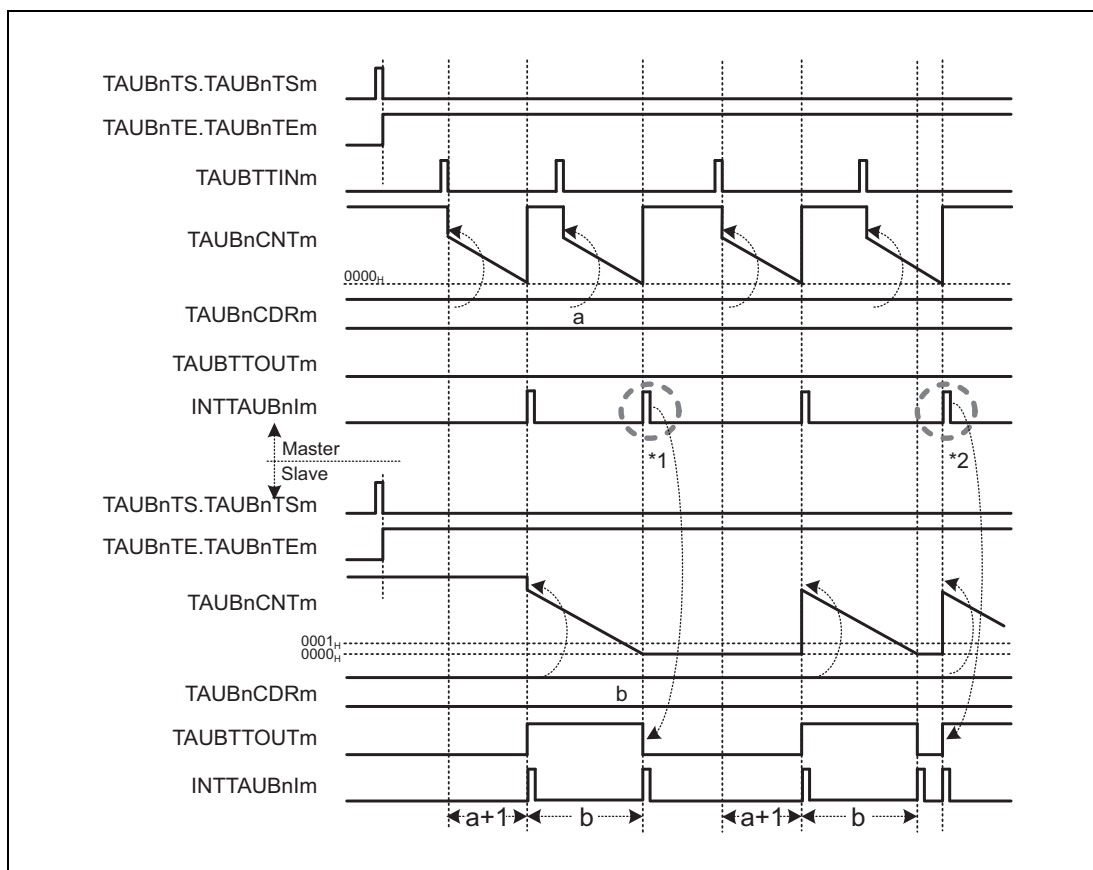 TAUBnTS.TAUBnTSm
TAUBnTE.TAUBnTEm
TAUBTTINm
TAUBnCNTm
0000H
TAUBnCDRm
a
TAUBTTOUTm
INTTAUBnIm
Master
*1
*2
Slave
TAUBnTS.TAUBnTSm
TAUBnTE.TAUBnTEm
TAUBnCNTm
0001H
0000H
TAUBnCDRm
b
TAUBTTOUTm
INTTAUBnIm
a+1
b
a+1
b